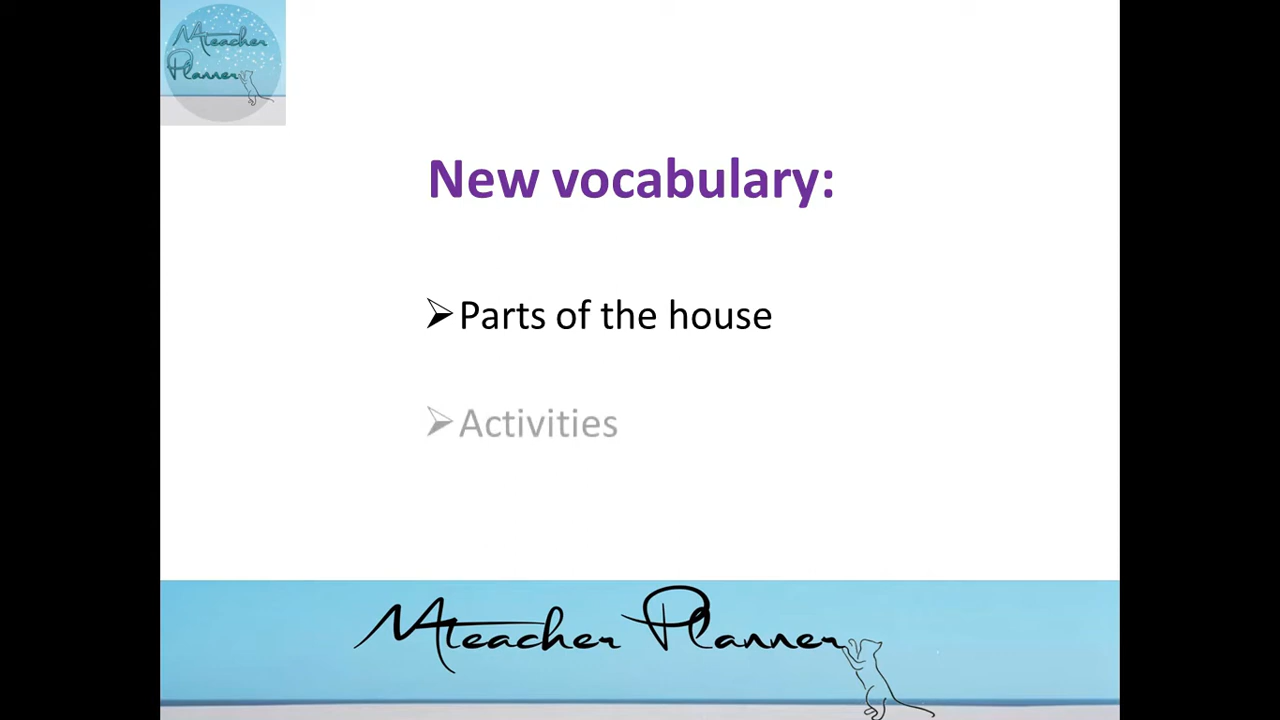 Mteacher
Planner
New vocabulary:
Parts of the house
Activities
Mteacher Planner